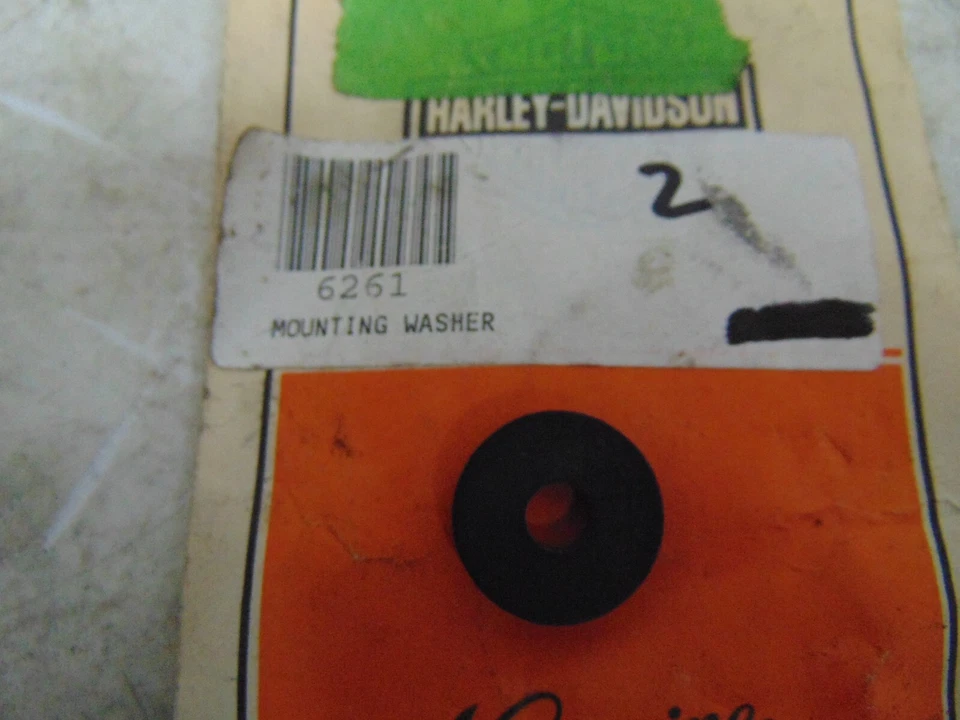 HARLEY-DAVIDSON
2
6261
MOUNTING WASHER